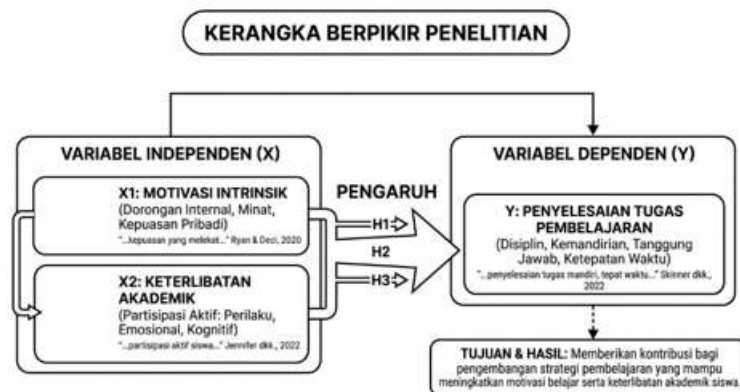 KERANGKA BERPIKIR PENELITIAN
VARIABEL INDEPENDEN (X)
X1: MOTIVASI INTRINSIK
(Dorongan Internal, Minat,
Kepuasan Pribadi)
"...kepuasan yang melekat..." Ryan & Deci, 2020
X2: KETERLIBATAN
AKADEMIK
(Partisipasi Aktif: Perilaku,
Emosional, Kognitif)
"...partisipasi aktif siswa..." Jennifer dkk., 2022
PENGARUH
H1
H2
H3
VARIABEL DEPENDEN (Y)
Y: PENYELESAIAN TUGAS
PEMBELAJARAN
(Disiplin, Kemandirian, Tanggung
Jawab, Ketepatan Waktu)
"...penyelesaian tugas mandiri, tepat waktu..." Skinner dkk.,
2022
TUJUAN & HASIL: Memberikan kontribusi bagi
pengembangan strategi pembelajaran yang mampu
meningkatkan motivasi belajar serta keterlibatan akademik siswa